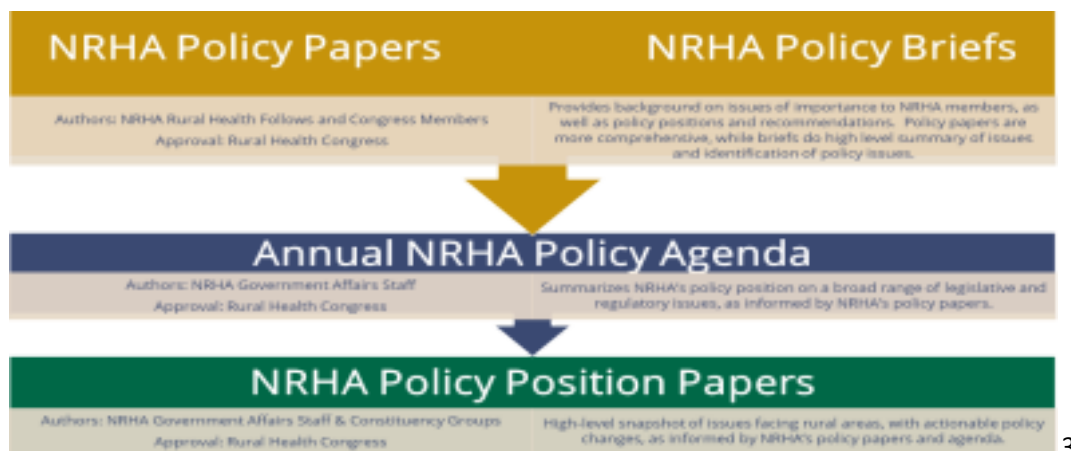 NRHA Policy Papers
NRHA Policy Briefs
Authors: NRHA Rural Health Follows and Congress Members
Approval: Rural Health Congress
Provides background on issues of importance to NRHA members, as
well as policy positions and recommendations. Policy papers are
more comprehensive, while briefs do high level summary of issues
and identification of policy issues.
Annual NRHA Policy Agenda
Authors: NRHA Government Affairs Staff
Approval: Rural Health Congress
Summarizes NRHA's policy position on a broad range of legislative and
regulatory issues, as informed by NRHA's policy papers.
NRHA Policy Position Papers
Authors: NRHA Government Affairs Staff & Constituency Groups
Approval: Rural Health Congress
High-level snapshot of issues facing rural areas, with actionable policy
changes, as informed by NRHA's policy papers and agenda.
3